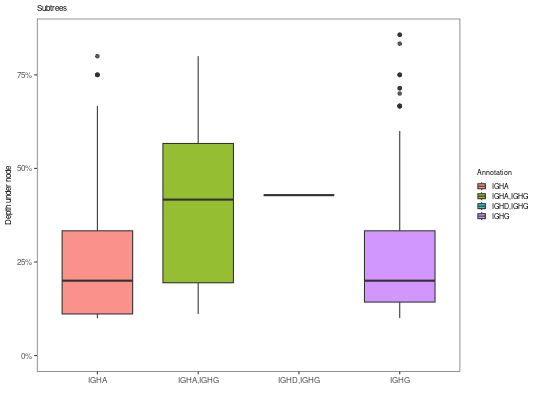 Subtrees
75%
50%
25%
0%
Depth under node
IGHA
IGHA,IGHG
IGHD,IGHG
IGHG
Annotation
IGHA
IGHA,IGHG
IGHD,IGHG
IGHG